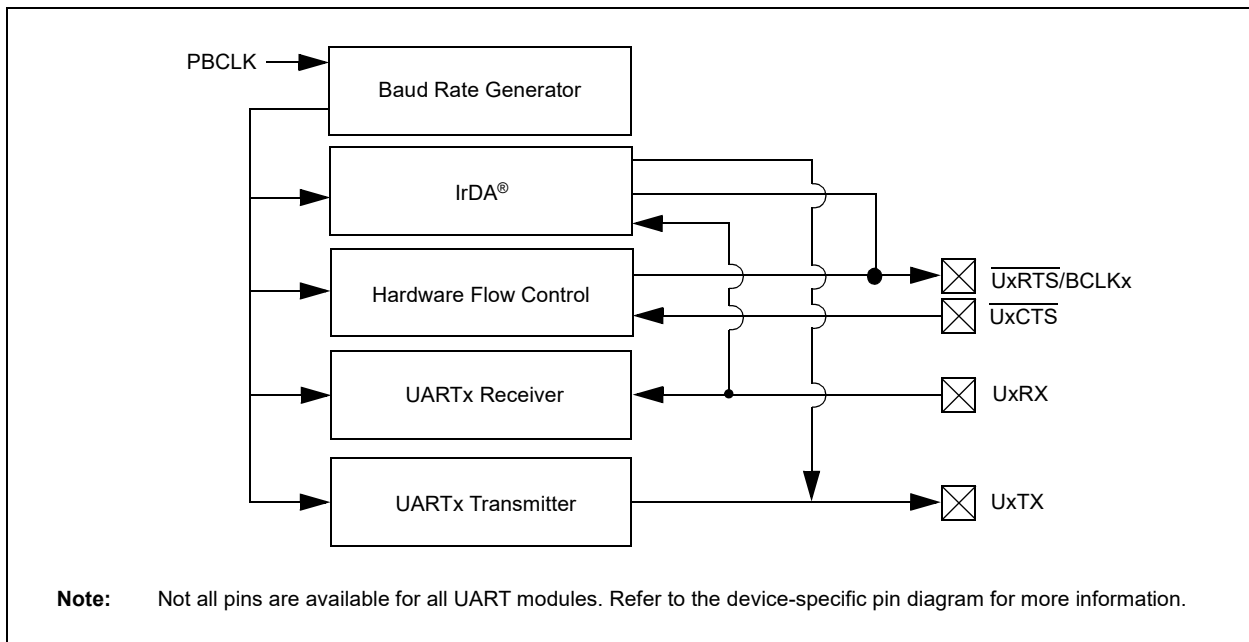 PBCLK
Baud Rate Generator
IrDA®
Hardware Flow Control
UxRTS/BCLKx
UxCTS
UARTx Receiver
UxRX
UARTx Transmitter
UxTX
Note: Not all pins are available for all UART modules. Refer to the device-specific pin diagram for more information.